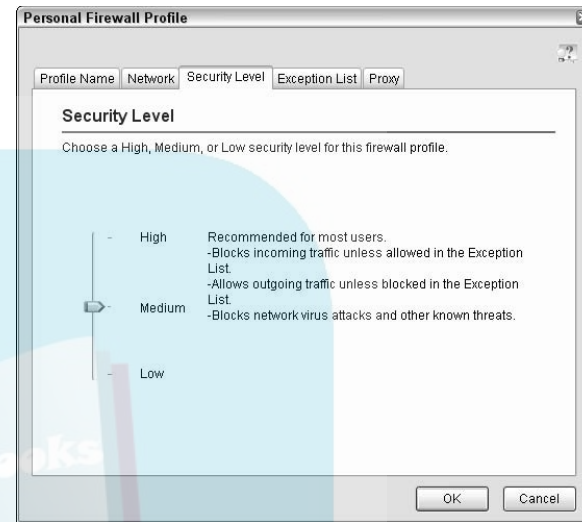 Personal Firewall Profile
Profile Name Network Security Level Exception List Proxy
Security Level
Choose a High, Medium, or Low security level for this firewall profile.
High
Recommended for most users.
-Blocks incoming traffic unless allowed in the Exception
List.
-Allows outgoing traffic unless blocked in the Exception
List.
-Blocks network virus attacks and other known threats.
Medium
Low
OK Cancel